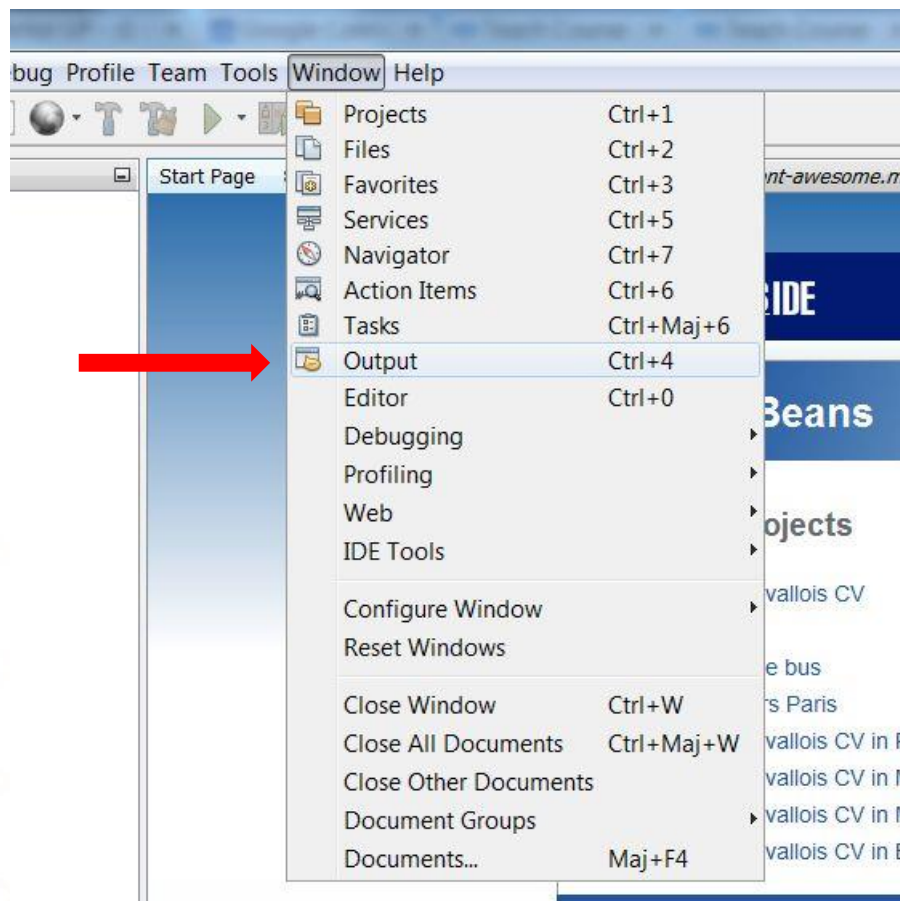 bug Profile Team Tools Window Help
Projects Ctrl+1
Files Ctrl+2
Start Page
Favorites Ctrl+3
nt-awesome.m
Services Ctrl+5
Navigator Ctrl+7
Action Items Ctrl+6
IDE
Tasks Ctrl+Maj+6
Output Ctrl+4
Editor Ctrl+0
Beans
Debugging
Profiling
Web
ojects
IDE Tools
vallois CV
Configure Window
Reset Windows
e bus
Close Window Ctrl+W
rs Paris
Close All Documents Ctrl+Maj+W
vallois CV in
Close Other Documents
vallois CV in
Document Groups
vallois CV in
Documents... Maj+F4
vallois CV in